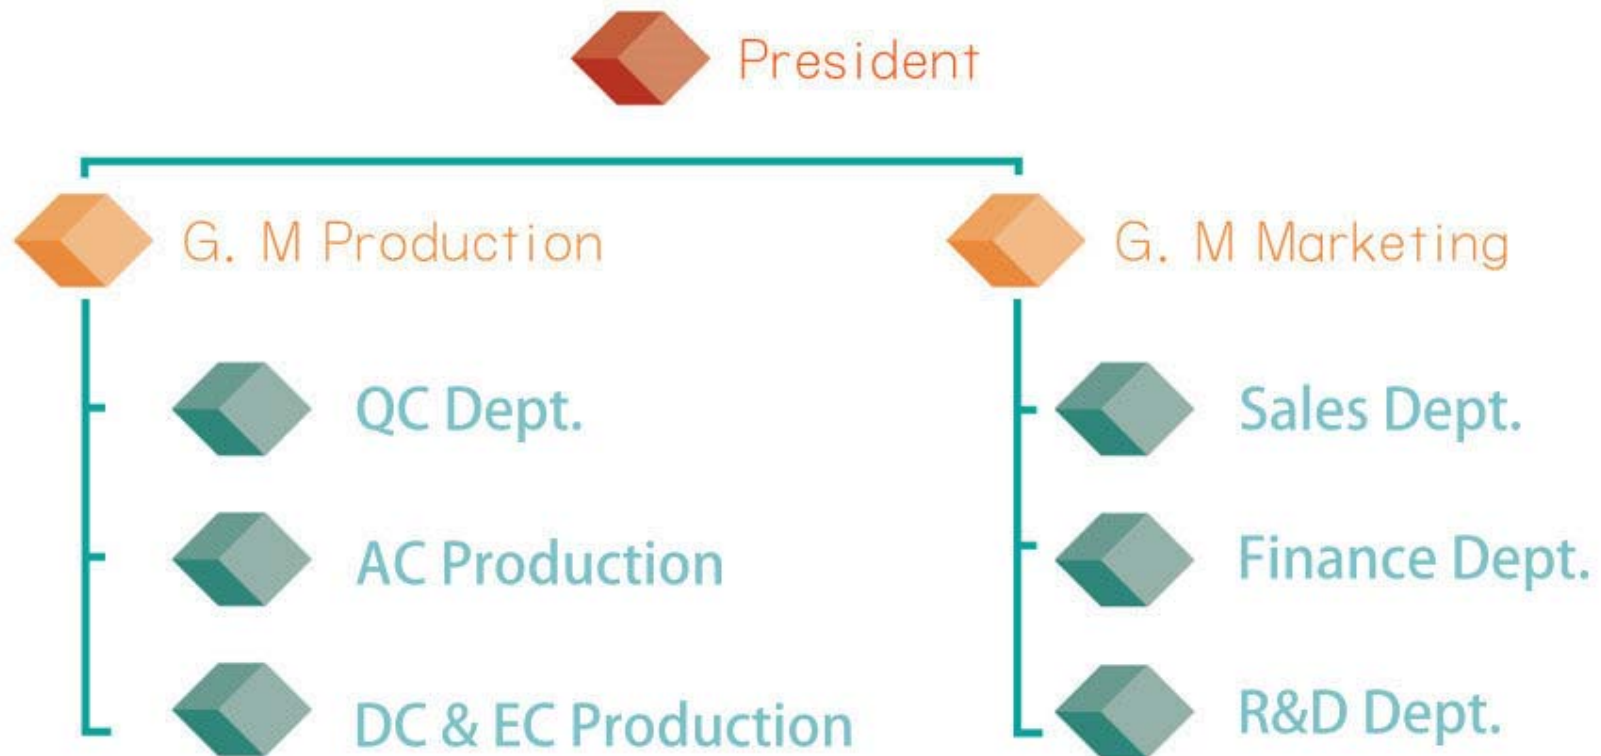 President
G. M Production
G. M Marketing
QC Dept.
Sales Dept.
AC Production
Finance Dept.
DC & EC Production
R&D Dept.